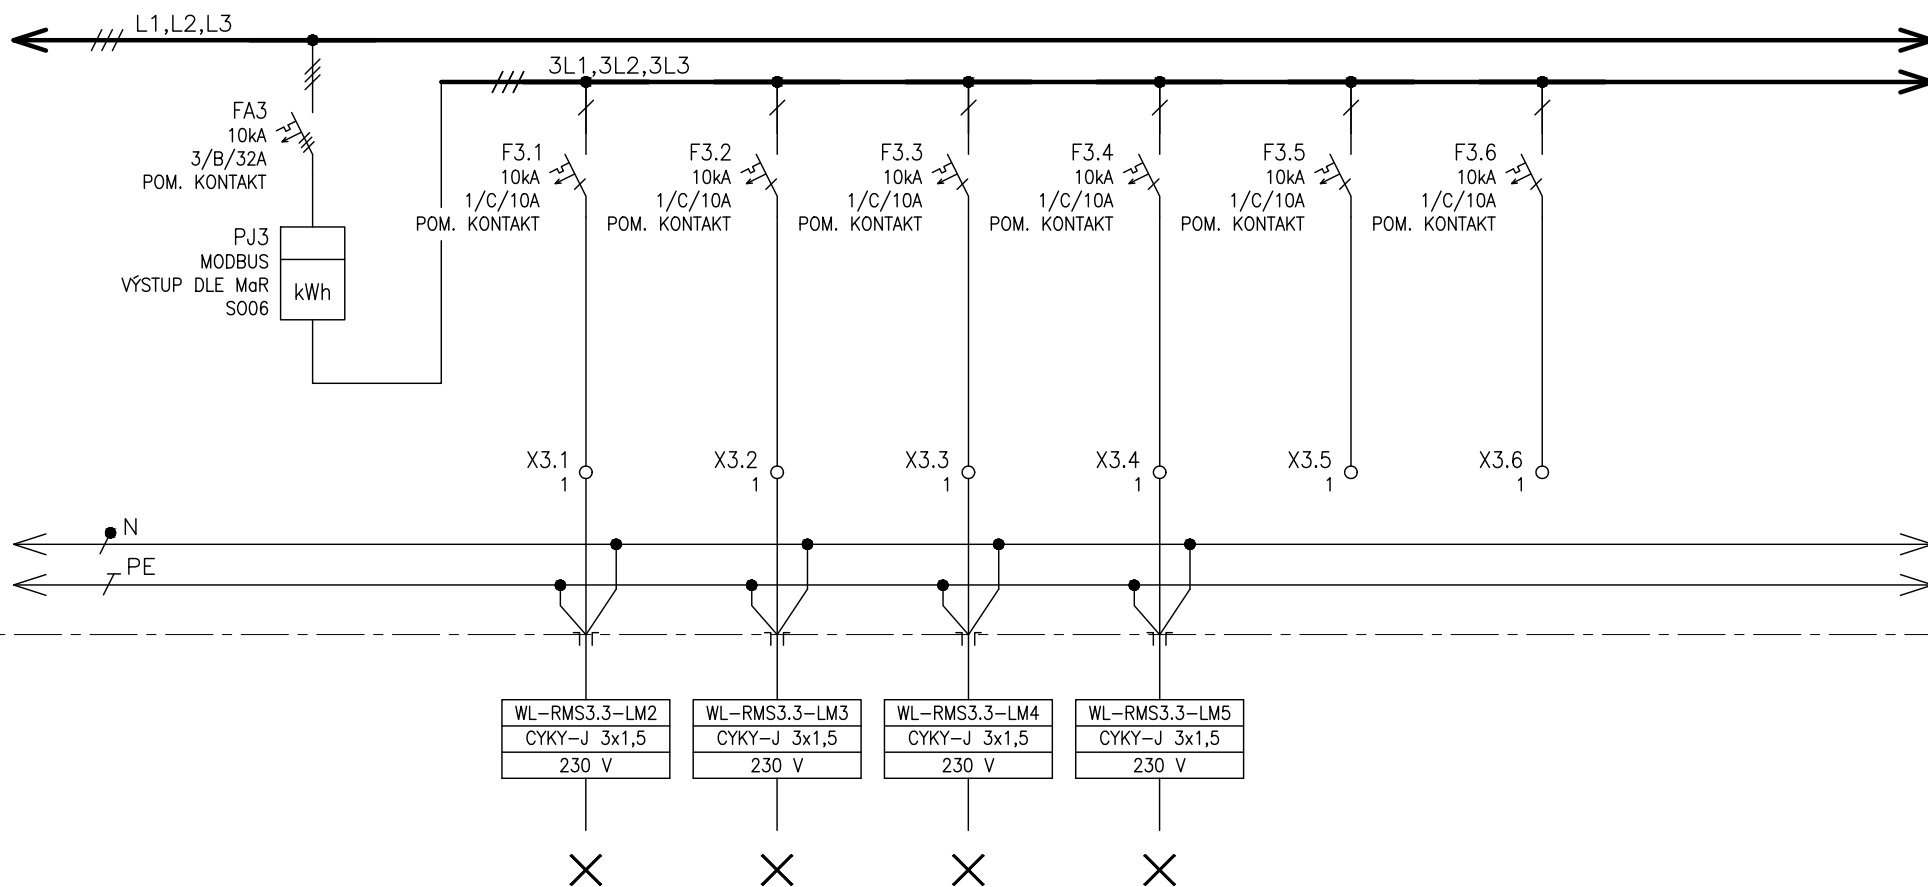 L1,L2,L3
3L1,3L2,3L3
FA3
10kA
3/B/32A
POM. KONTAKT
PJ3
MODBUS
VÝSTUP DLE MaR
SO06
kWh
F3.1
10kA
1/C/10A
POM. KONTAKT
F3.2
10kA
1/C/10A
POM. KONTAKT
F3.3
10kA
1/C/10A
POM. KONTAKT
F3.4
10kA
1/C/10A
POM. KONTAKT
F3.5
10kA
1/C/10A
POM. KONTAKT
F3.6
10kA
1/C/10A
POM. KONTAKT
X3.1
1
X3.2
1
X3.3
1
X3.4
1
X3.5
1
X3.6
1
N
PE
WL-RMS3.3-LM2
CYKY-J 3x1,5
230 V
WL-RMS3.3-LM3
CYKY-J 3x1,5
230 V
WL-RMS3.3-LM4
CYKY-J 3x1,5
230 V
WL-RMS3.3-LM5
CYKY-J 3x1,5
230 V